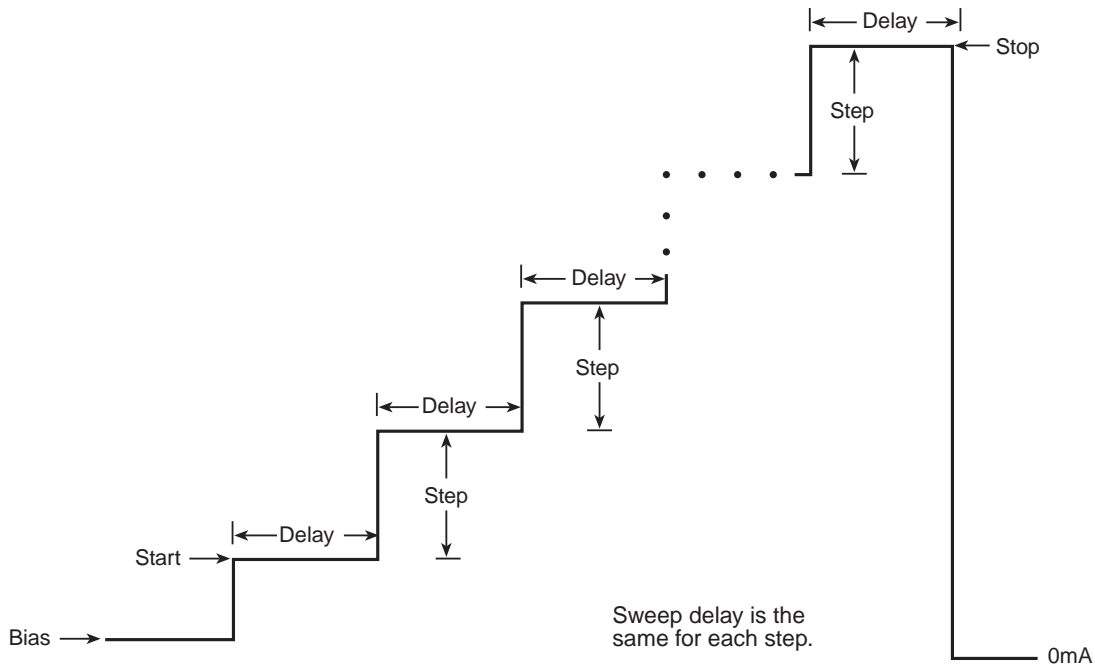 Delay
Stop
Step
Delay
Step
Delay
Step
Delay
Start
Sweep delay is the
same for each step.
Bias
0mA